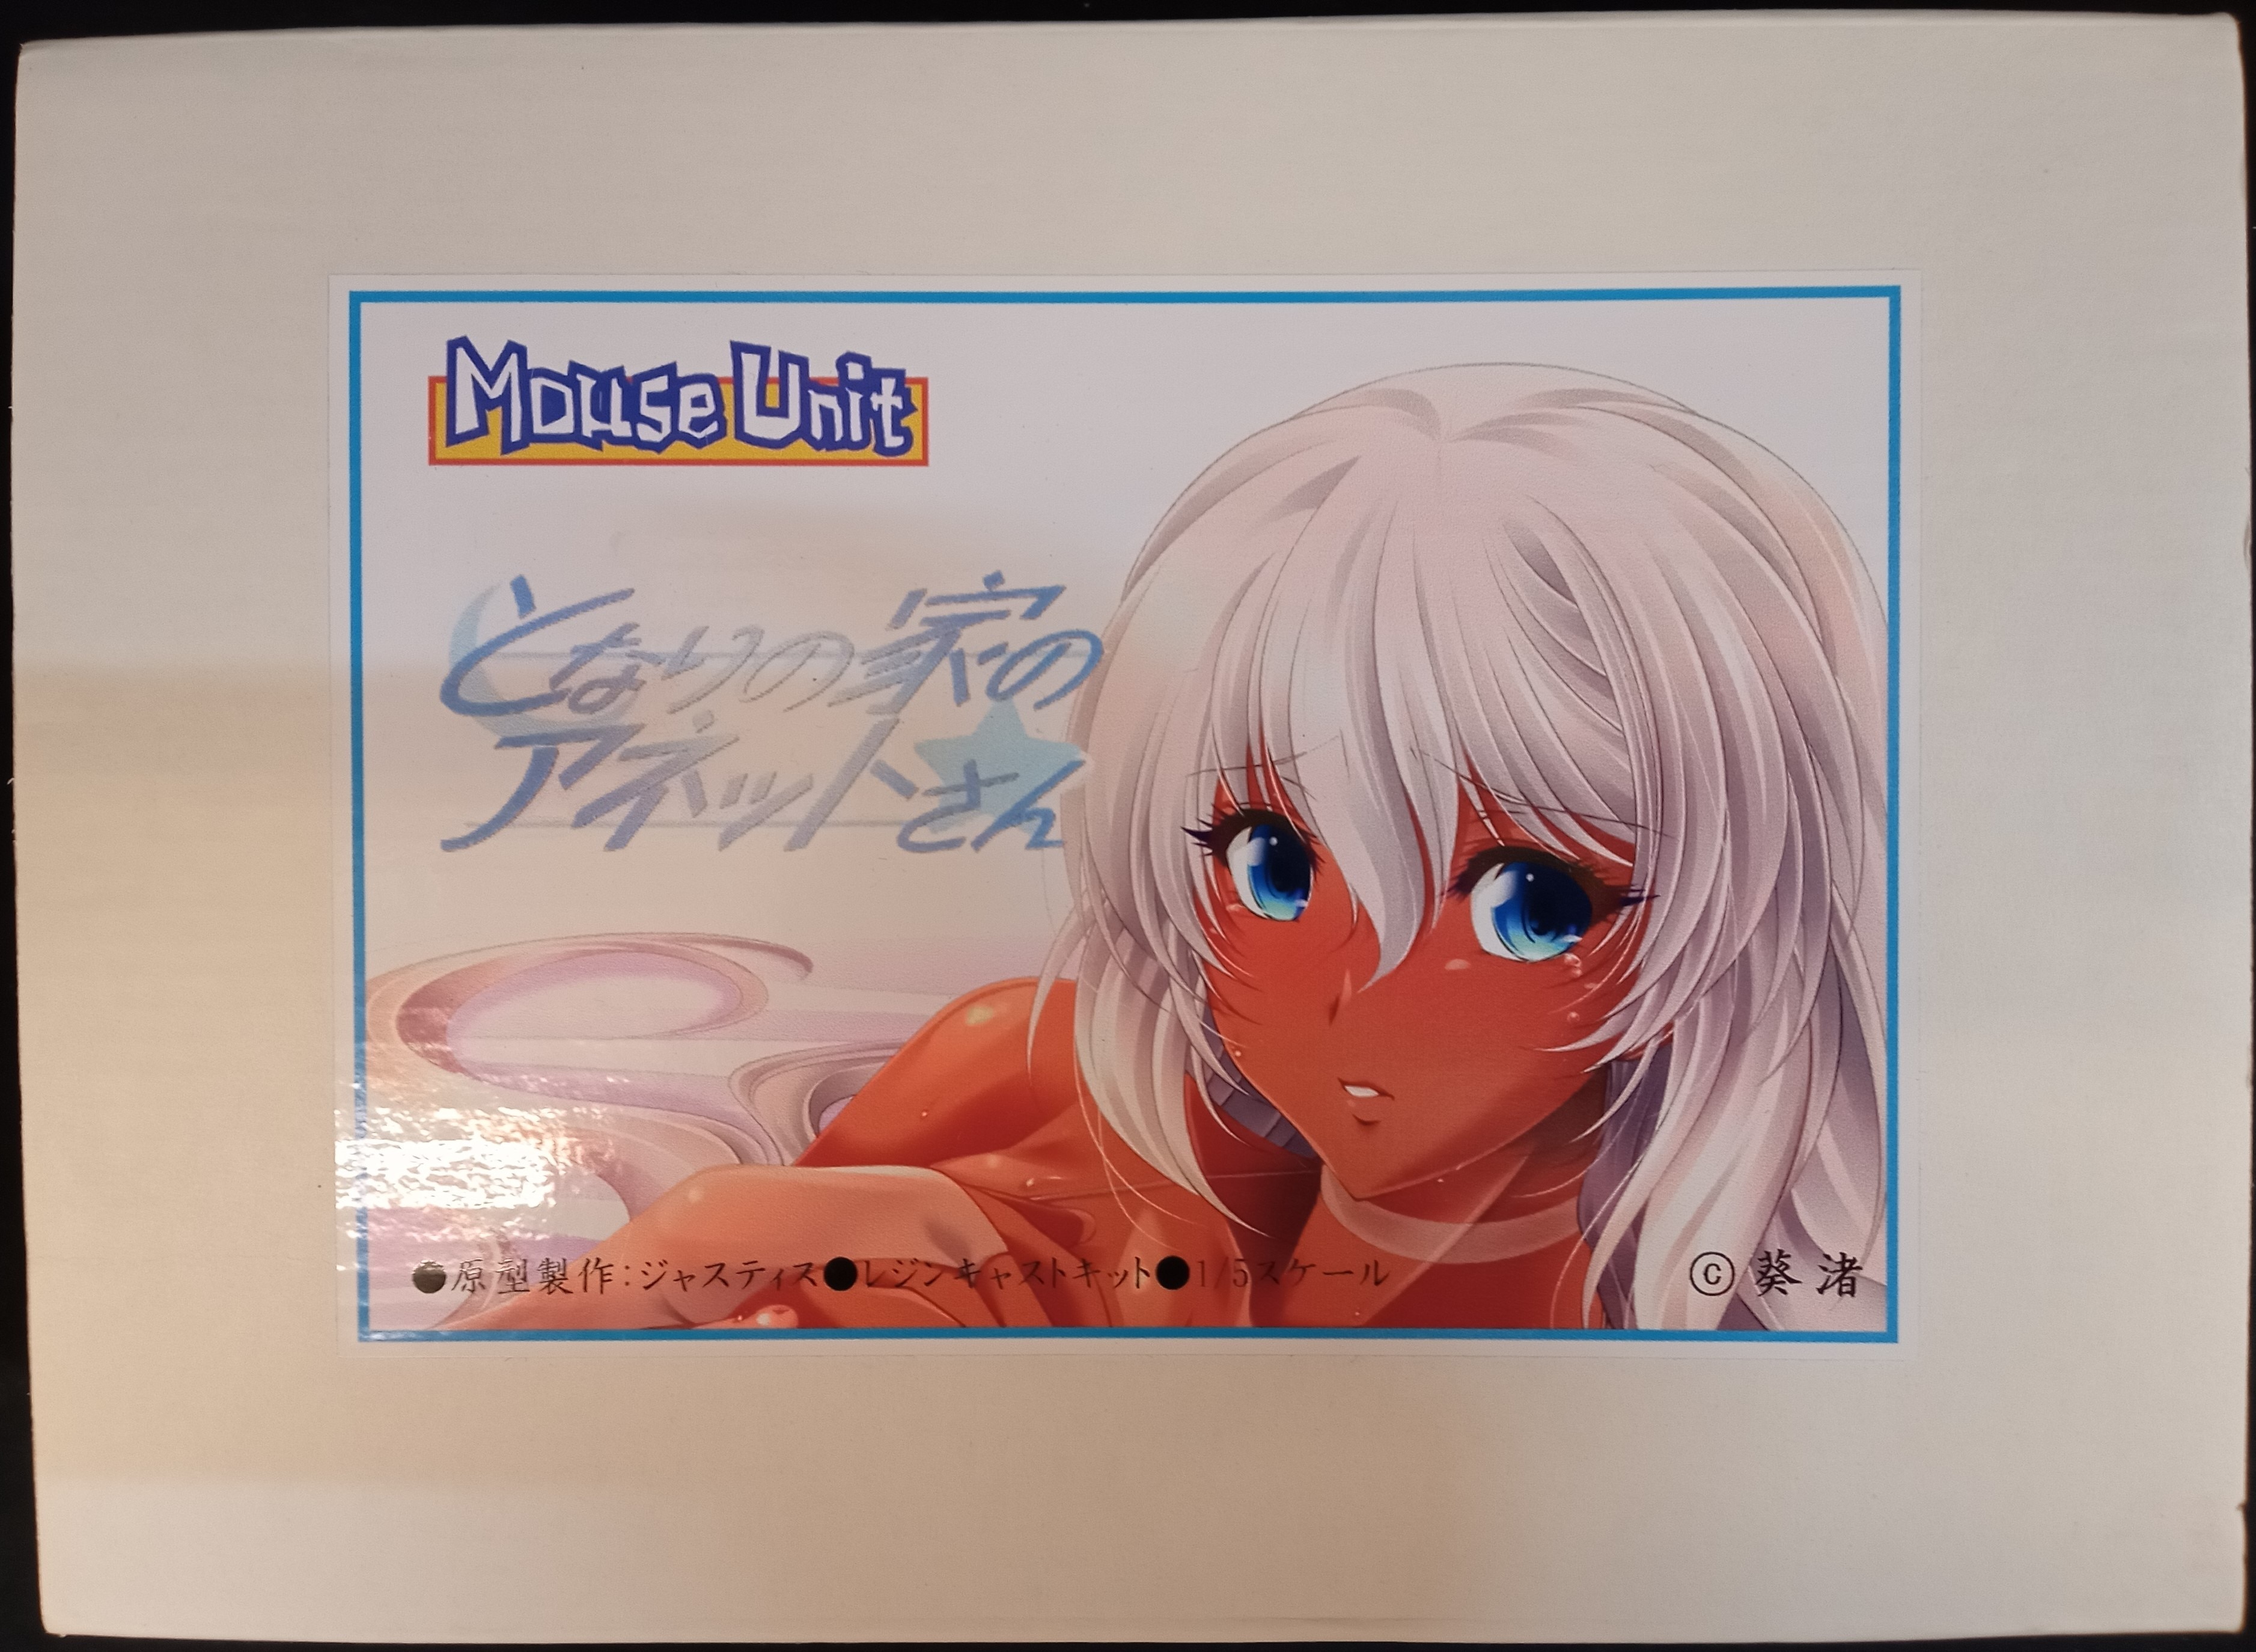 Mouse Unit
となりの家の
アネットさん
●原型製作:ジャスティス●レジンキャストキット●1/5スケール
©葵渚